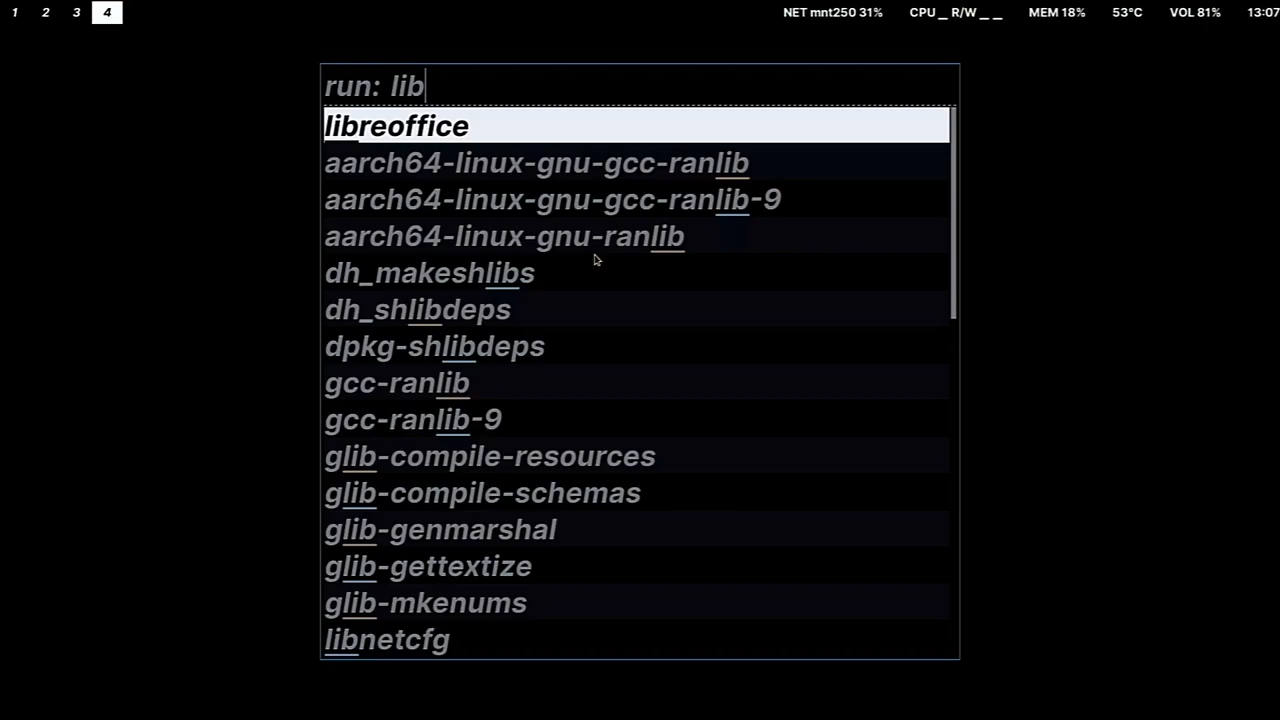 1 2 3 4 NET mnt250 31% CPU _ R/W _ _ MEM 18% 53°C VOL 81% 13:07
run: lib
libreoffice
aarch64-linux-gnu-gcc-ranlib
aarch64-linux-gnu-gcc-ranlib-9
aarch64-linux-gnu-ranlib
dh_makeshlibs
dh_shlibdeps
dpkg-shlibdeps
gcc-ranlib
gcc-ranlib-9
glib-compile-resources
glib-compile-schemas
glib-genmarshal
glib-gettextize
glib-mkenums
libnetcfg